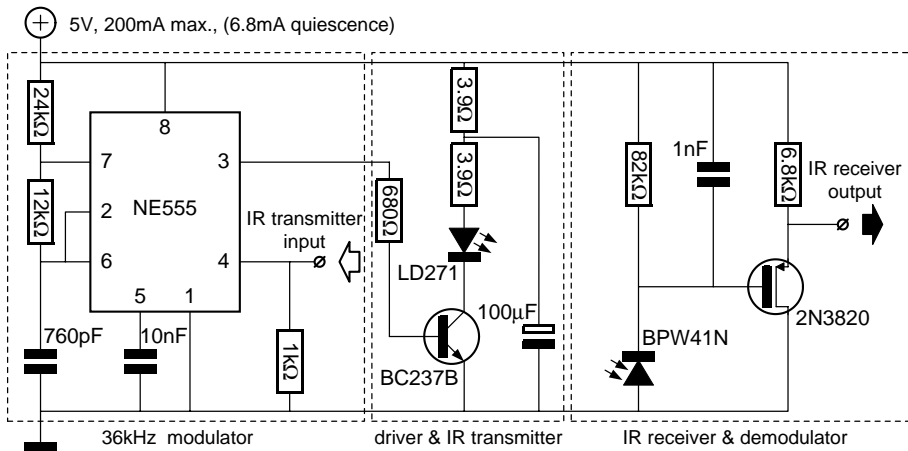 5V, 200mA max., (6.8mA quiescence)
24kΩ
12kΩ
760pF
8
7
2
6
3
4
5
1
NE555
10nF
IR transmitter
input
1kΩ
680Ω
3.9Ω
3.9Ω
LD271
100μF
BC237B
82kΩ
1nF
6.8kΩ
IR receiver
output
BPW41N
2N3820
36kHz modulator
driver & IR transmitter
IR receiver & demodulator